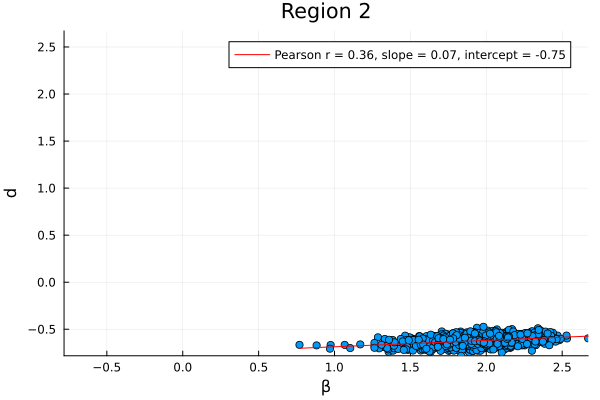 Region 2
Pearson r = 0.36, slope = 0.07, intercept = -0.75
2.5
2.0
1.5
1.0
0.5
0.0
−0.5
d
−0.5 0.0 0.5 1.0 1.5 2.0 2.5
β